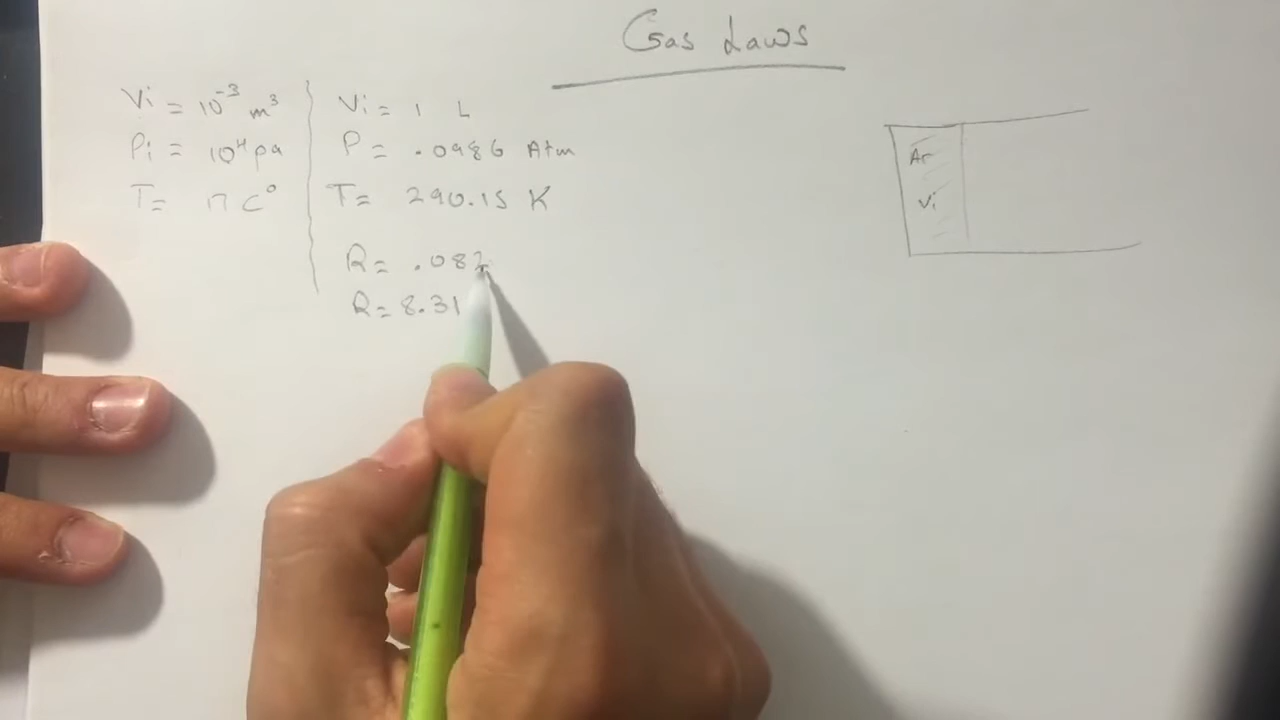 Gas Laws
Vi = 10⁻³ m³
Pi = 10⁴ pa
T = 17 C°
Vi = 1 L
P = .0986 Atm
T = 290.15 K
R = .082
R = 8.31
Ar
Vi